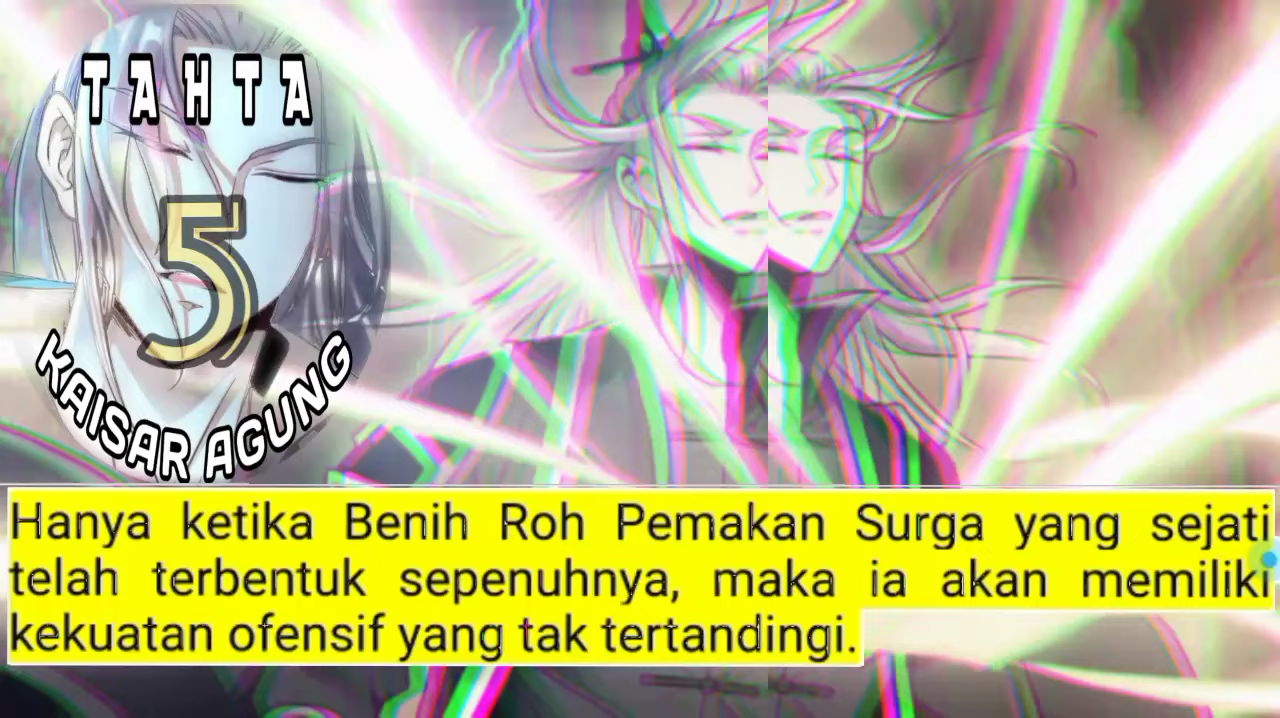 TAHTA
5
KAISAR AGUNG
Hanya ketika Benih Roh Pemakan Surga yang sejati
telah terbentuk sepenuhnya, maka ia akan memiliki
kekuatan ofensif yang tak tertandingi.